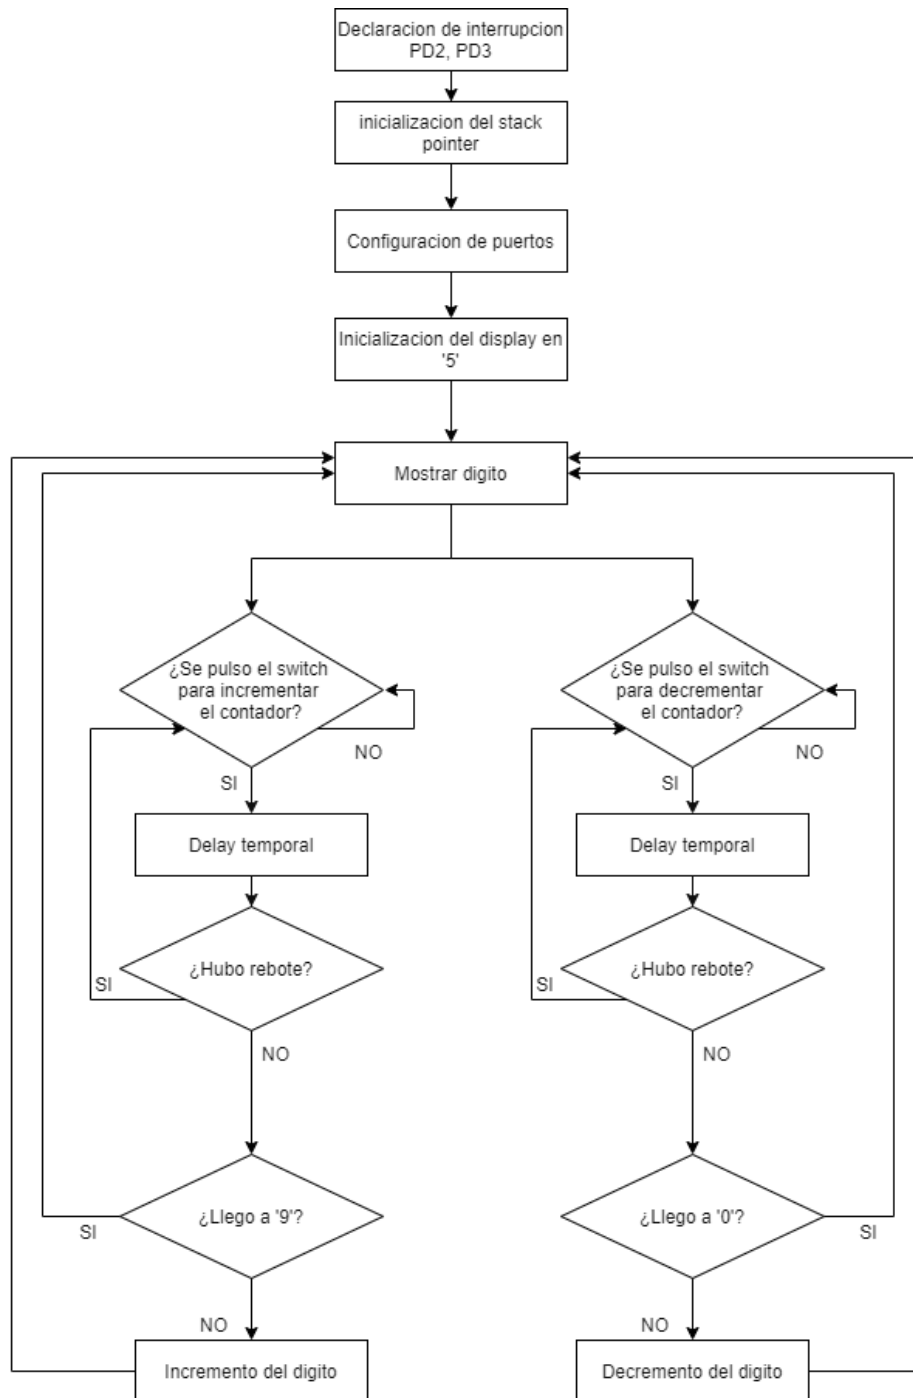 Declaracion de interrupcion
PD2, PD3
inicializacion del stack
pointer
Configuracion de puertos
Inicializacion del display en
'5'
Mostrar digito
¿Se pulso el switch
para incrementar
el contador?
NO
SI
Delay temporal
¿Hubo rebote?
SI
NO
¿Llego a '9'?
SI
NO
Incremento del digito
¿Se pulso el switch
para decrementar
el contador?
NO
SI
Delay temporal
¿Hubo rebote?
SI
NO
¿Llego a '0'?
SI
NO
Decremento del digito